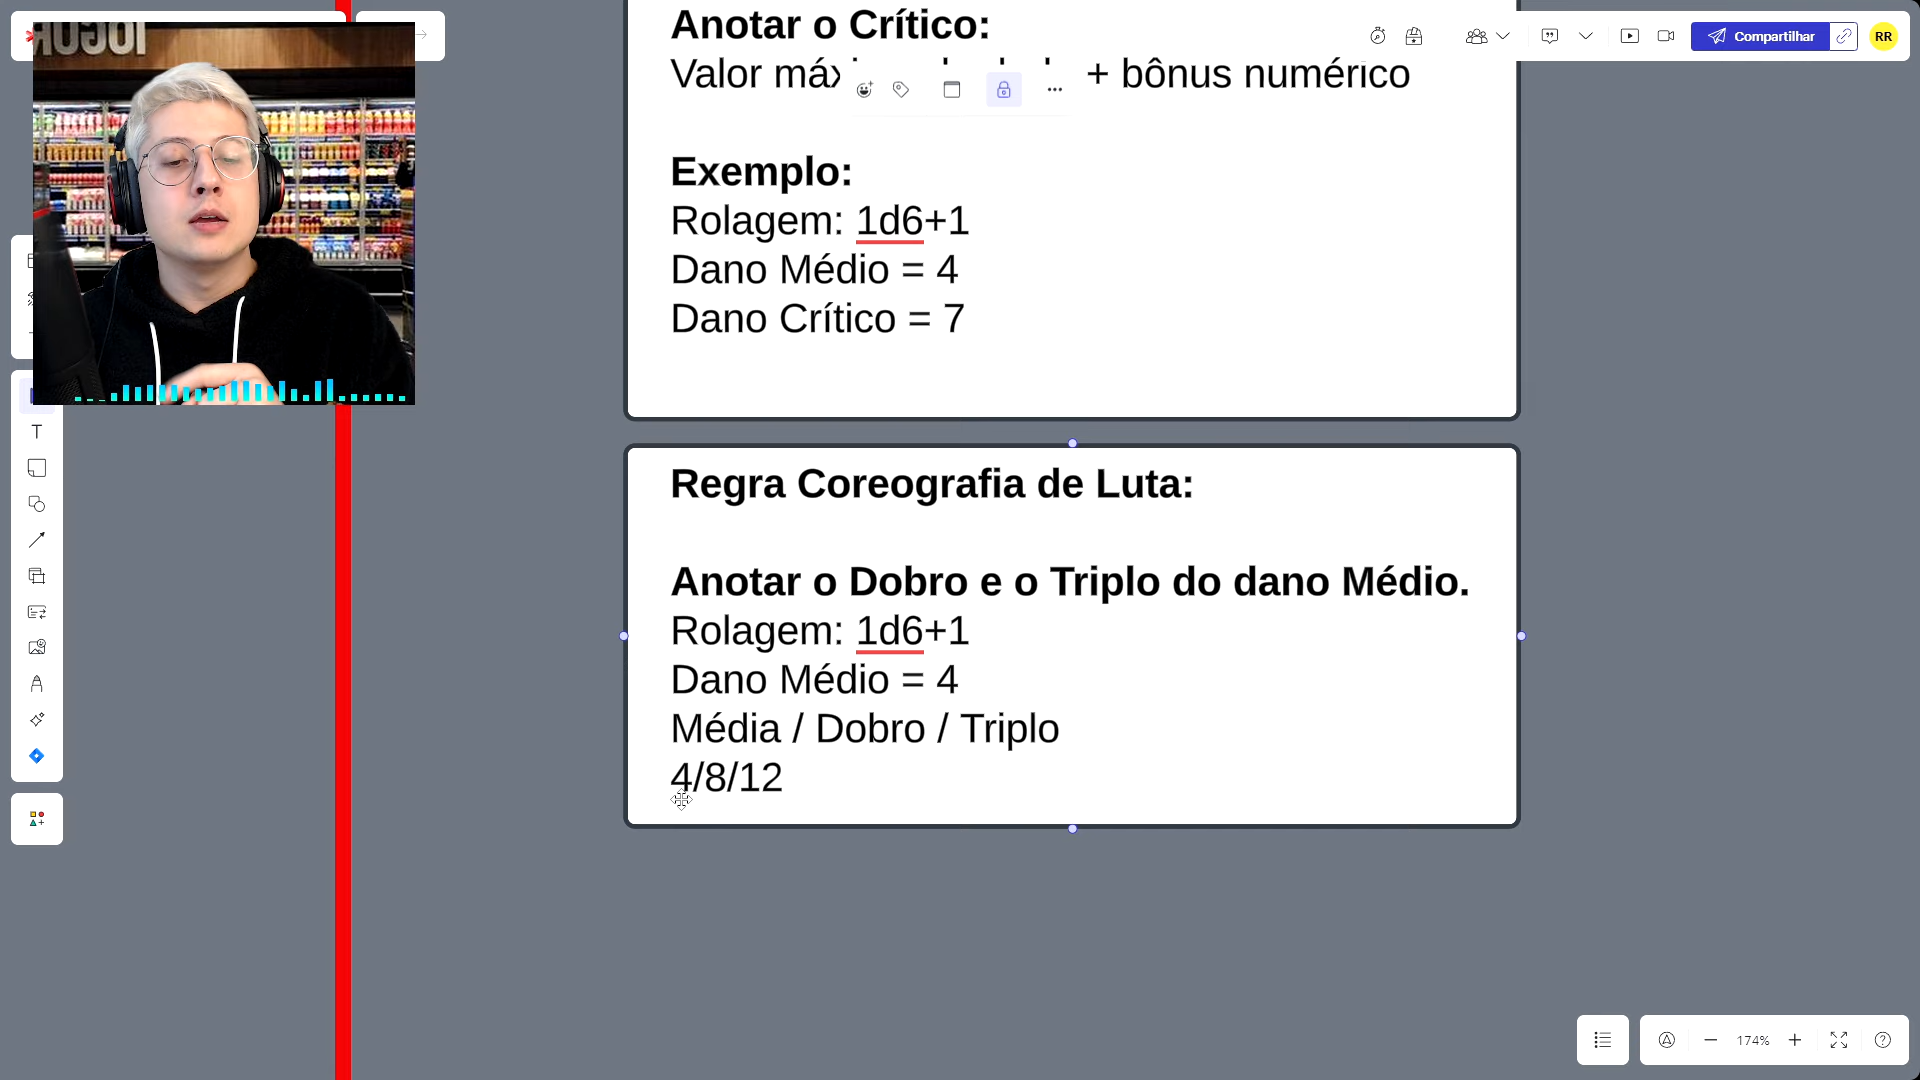 Anotar o Crítico:
Compartilhar
RR
Valor + bônus numérico
Exemplo:
Rolagem: 1d6+1
Dano Médio = 4
Dano Crítico = 7
T
Regra Coreografia de Luta:
Anotar o Dobro e o Triplo do dano Médio.
Rolagem: 1d6+1
Dano Médio = 4
Média / Dobro / Triplo
4/8/12
174%